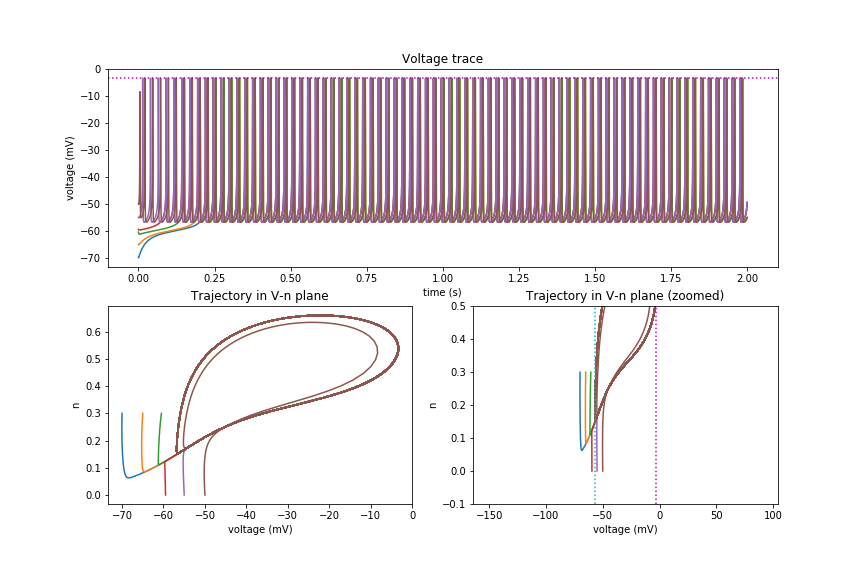 Voltage trace
0
−10
−20
−30
−40
−50
−60
−70
voltage (mV)
0.00 0.25 0.50 0.75 1.00 1.25 1.50 1.75 2.00
time (s)
Trajectory in V-n plane
0.6
0.5
0.4
0.3
0.2
0.1
0.0
n
−70 −60 −50 −40 −30 −20 −10 0
voltage (mV)
Trajectory in V-n plane (zoomed)
0.5
0.4
0.3
0.2
0.1
0.0
−0.1
n
−150 −100 −50 0 50 100
voltage (mV)